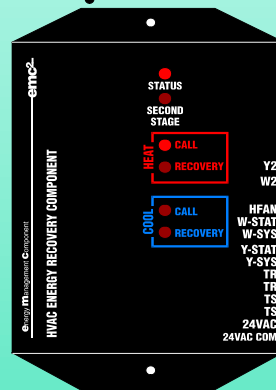 emc2
energy management Component
HVAC ENERGY RECOVERY COMPONENT
STATUS
SECOND
STAGE
HEAT
CALL
RECOVERY
COOL
CALL
RECOVERY
Y2
W2
HFAN
W-STAT
W-SYS
Y-STAT
Y-SYS
TR
TR
TS
TS
24VAC
24VAC COM